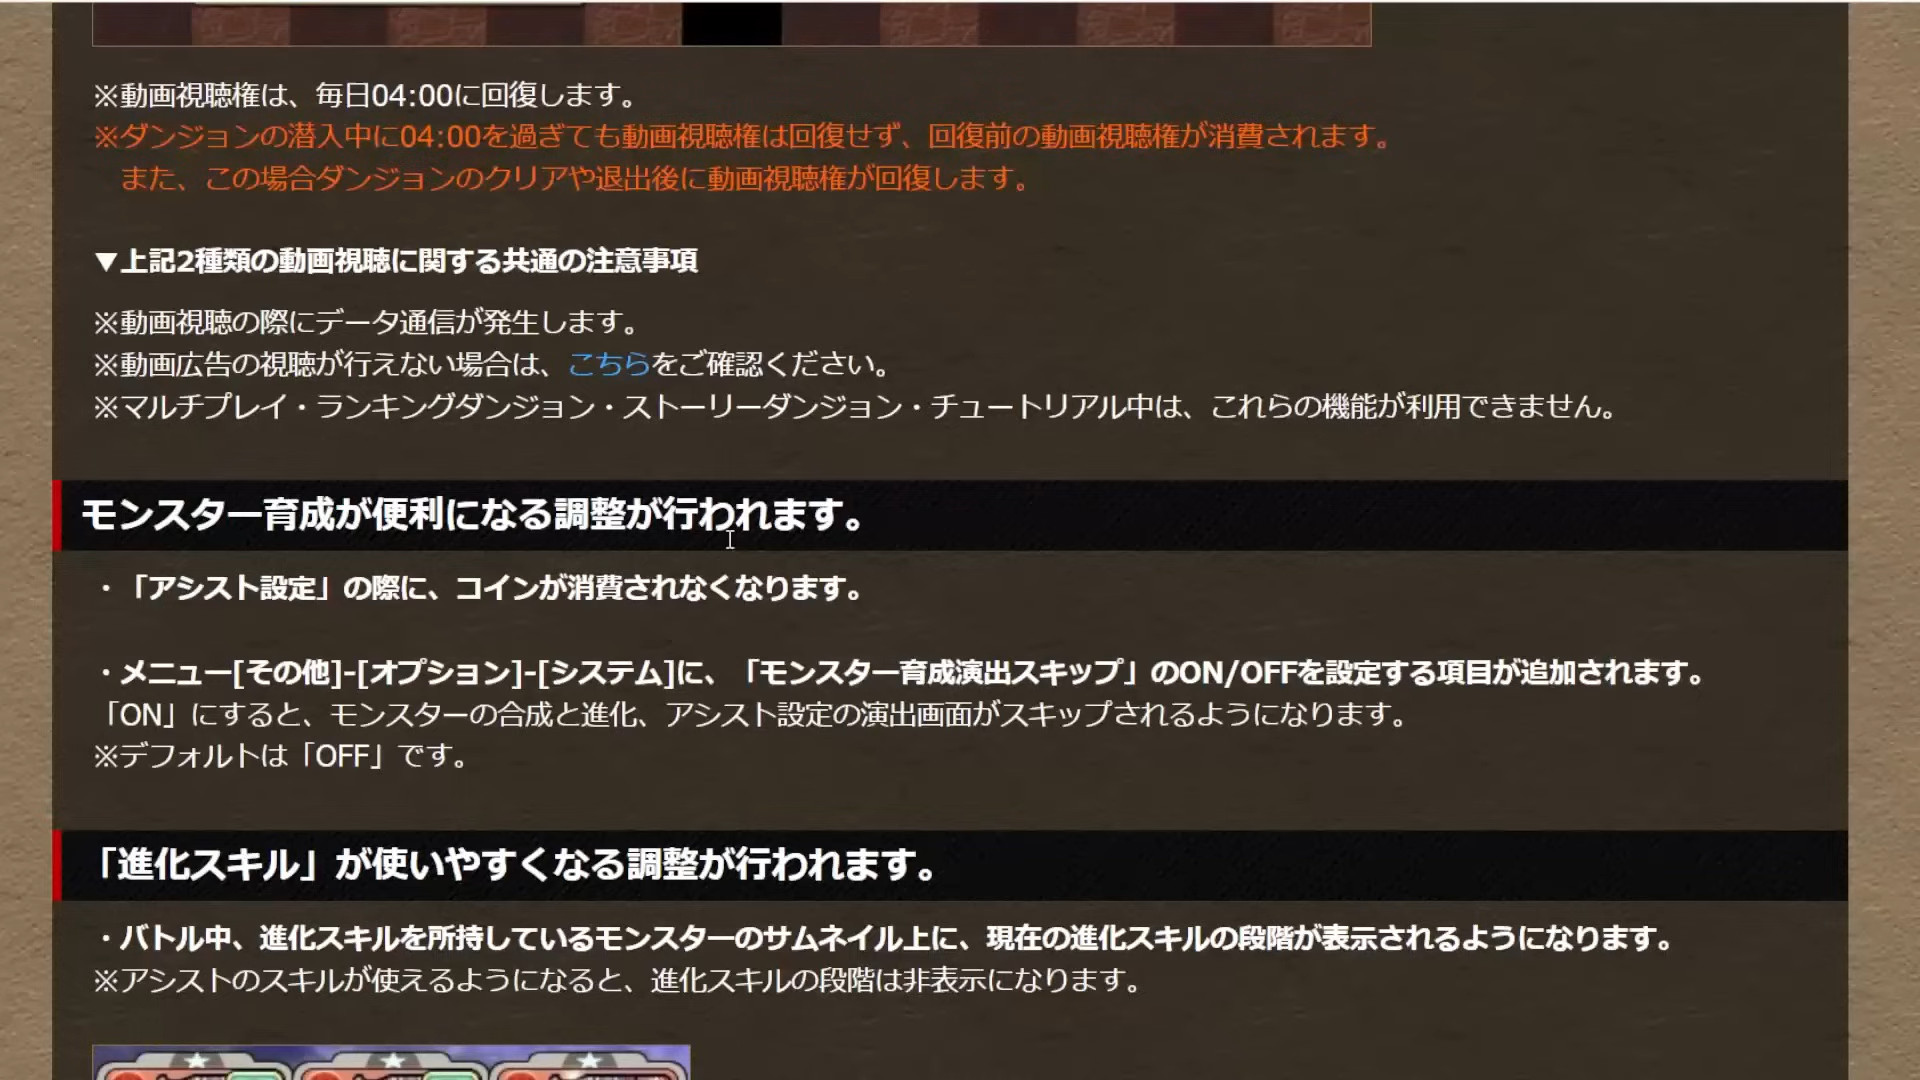 ※動画視聴権は、毎日04:00に回復します。
※ダンジョンの潜入中に04:00を過ぎても動画視聴権は回復せず、回復前の動画視聴権が消費されます。
また、この場合ダンジョンのクリアや退出後に動画視聴権が回復します。
▼上記2種類の動画視聴に関する共通の注意事項
※動画視聴の際にデータ通信が発生します。
※動画広告の視聴が行えない場合は、こちらをご確認ください。
※マルチプレイ・ランキングダンジョン・ストーリーダンジョン・チュートリアル中は、これらの機能が利用できません。
モンスター育成が便利になる調整が行われます。
・「アシスト設定」の際に、コインが消費されなくなります。
・メニュー[その他]-[オプション]-[システム]に、「モンスター育成演出スキップ」のON/OFFを設定する項目が追加されます。
「ON」にすると、モンスターの合成と進化、アシスト設定の演出画面がスキップされるようになります。
※デフォルトは「OFF」です。
「進化スキル」が使いやすくなる調整が行われます。
・バトル中、進化スキルを所持しているモンスターのサムネイル上に、現在の進化スキルの段階が表示されるようになります。
※アシストのスキルが使えるようになると、進化スキルの段階は非表示になります。